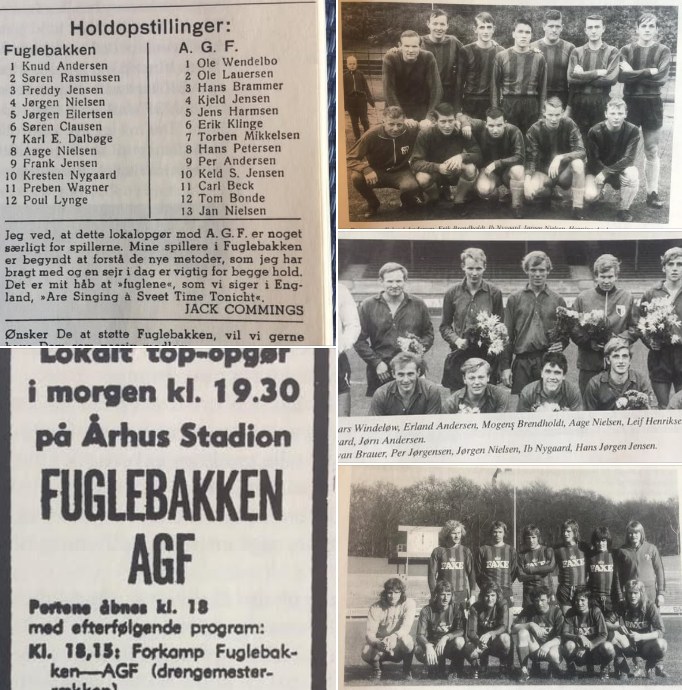 Holdopstillinger:
Fuglebakken
1 Knud Andersen
2 Søren Rasmussen
3 Freddy Jensen
4 Jørgen Nielsen
5 Jørgen Eilertsen
6 Søren Clausen
7 Karl E. Dalbøge
8 Aage Nielsen
9 Frank Jensen
10 Kresten Nygaard
11 Preben Wagner
12 Poul Lynge
A. G. F.
1 Ole Wendelbo
2 Ole Lauersen
3 Hans Brammer
4 Kjeld Jensen
5 Jens Harmsen
6 Erik Klinge
7 Torben Mikkelsen
8 Hans Petersen
9 Per Andersen
10 Keld S. Jensen
11 Carl Beck
12 Tom Bonde
13 Jan Nielsen
Jeg ved, at dette lokalopgør mod A. G. F. er noget
særligt for spillerne. Mine spillere i Fuglebakken
er begyndt at forstå de nye metoder, som jeg har
bragt med og en sejr i dag er vigtig for begge hold.
Det er mit håb at »fuglene«, som vi siger i Eng-
land, »Are Singing à Sveet Time Tonicht«.
JACK COMMINGS
Ønsker De at støtte Fuglebakken, vil vi gerne
Lokalt top-opgør
i morgen kl. 19.30
på Århus Stadion
FUGLEBAKKEN
AGF
Portene åbnes kl. 18
med efterfølgende program:
Kl. 18,15: Forkamp Fuglebak-
ken—AGF (drengemester-
Erik Brendholdt, Ib Nygaard, Jørgen Nielsen,
ars Windeløw, Erland Andersen, Mogens Brendholdt, Aage Nielsen, Leif Henrikse
ard, Jørn Andersen.
van Brauer, Per Jørgensen, Jørgen Nielsen, Ib Nygaard, Hans Jørgen Jensen.
FAXE
FAXE
FAXE
FAXE